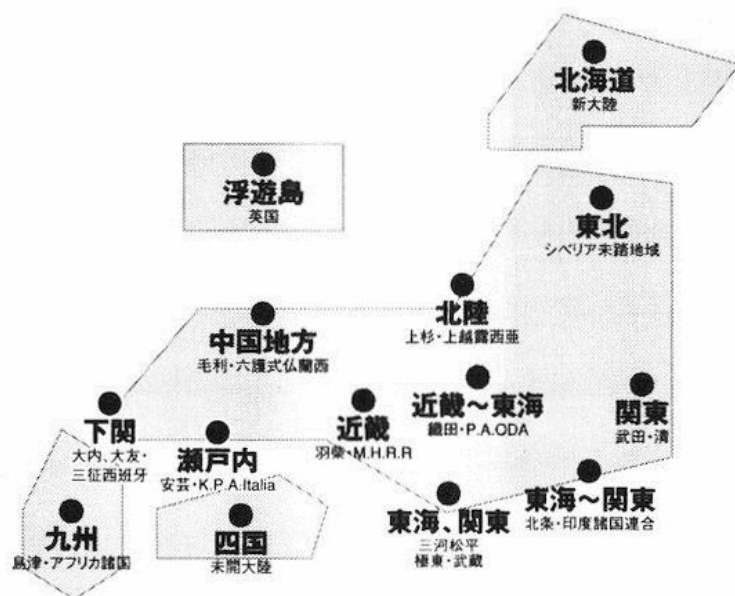 北海道
新大陸
浮遊島
英国
東北
シベリア未踏地域
北陸
上杉・上越露西亜
中国地方
毛利・六護式仏蘭西
近畿～東海
織田・P.A.ODA
関東
武田・清
下関
大内、大友・
三征西班牙
瀬戸内
安芸・K.P.A.Italia
近畿
羽柴・M.H.R.R
東海～関東
北条・印度諸国連合
東海、関東
三河松平
極東・武蔵
九州
島津・アフリカ諸国
四国
未開大陸